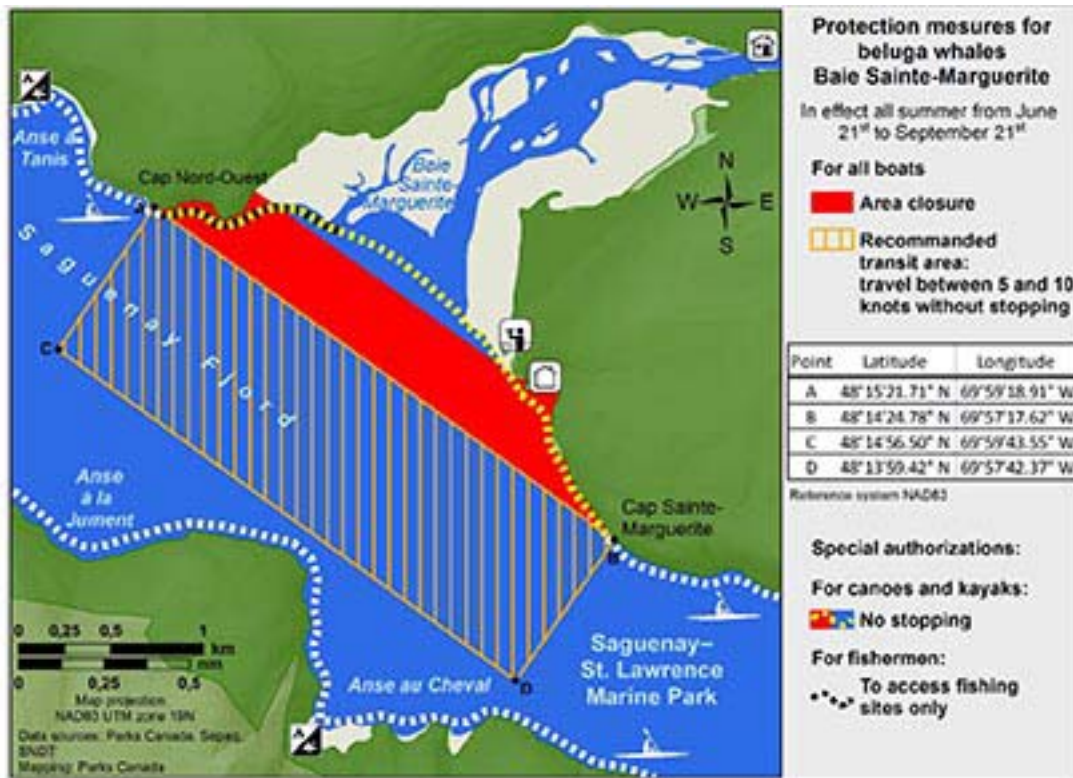 Anse à
Tanis
Cap Nord-Ouest
Baie
Sainte-
Marguerite
A
Saguenay Fjord
C
Anse
à la
Jument
Cap Sainte-
Marguerite
B
Saguenay–
St. Lawrence
Marine Park
D
Anse au Cheval
0 0,25 0,5 1
km
nm
0 0,25 0,5
Map projection
NAD83 UTM zone 19N
Data sources: Parks Canada, Sepaq,
BNDT
Mapping: Parks Canada
N
W E
S
Protection mesures for
beluga whales
Baie Sainte-Marguerite
In effect all summer from June
21st to September 21st
For all boats
Area closure
Recommanded
transit area:
travel between 5 and 10
knots without stopping
Point Latitude Longitude
A 48°15'21.71" N 69°59'18.91" W
B 48°14'24.78" N 69°57'17.62" W
C 48°14'56.50" N 69°59'43.55" W
D 48°13'59.42" N 69°57'42.37" W
Reference system NAD83
Special authorizations:
For canoes and kayaks:
No stopping
For fishermen:
To access fishing
sites only